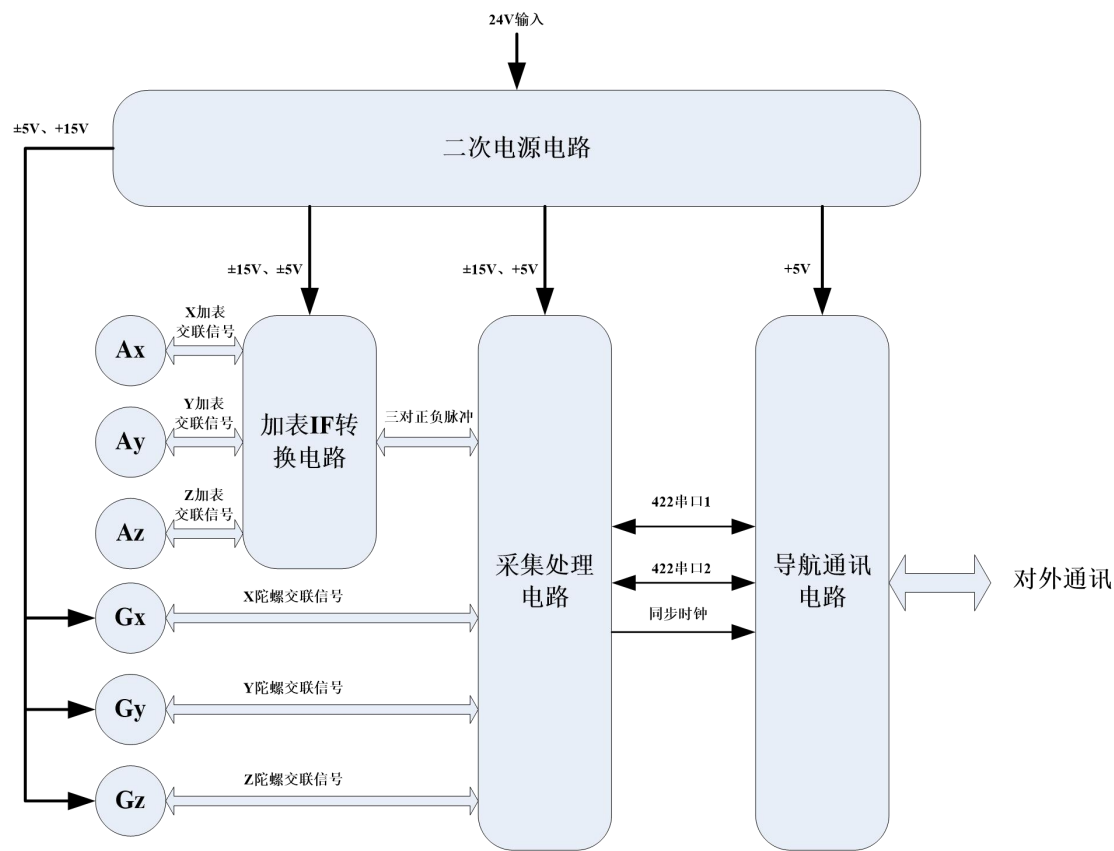 24V输入
±5V、+15V
二次电源电路
±15V、±5V
±15V、+5V
+5V
X加表
交联信号
Ax
Y加表
交联信号
Ay
加表IF转
换电路
三对正负脉冲
Z加表
交联信号
Az
422串口1
采集处理
电路
导航通讯
电路
对外通讯
422串口2
X陀螺交联信号
Gx
同步时钟
Y陀螺交联信号
Gy
Z陀螺交联信号
Gz